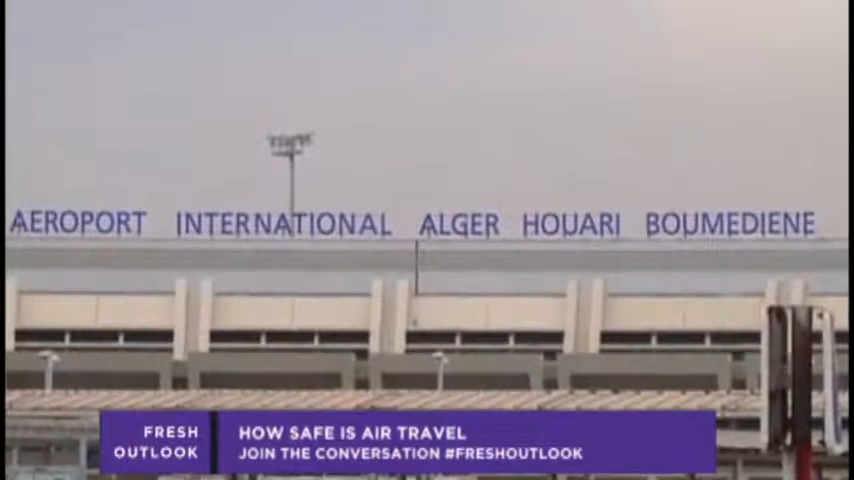 AEROPORT INTERNATIONAL ALGER HOUARI BOUMEDIENE
FRESH OUTLOOK
HOW SAFE IS AIR TRAVEL
JOIN THE CONVERSATION #FRESHOUTLOOK